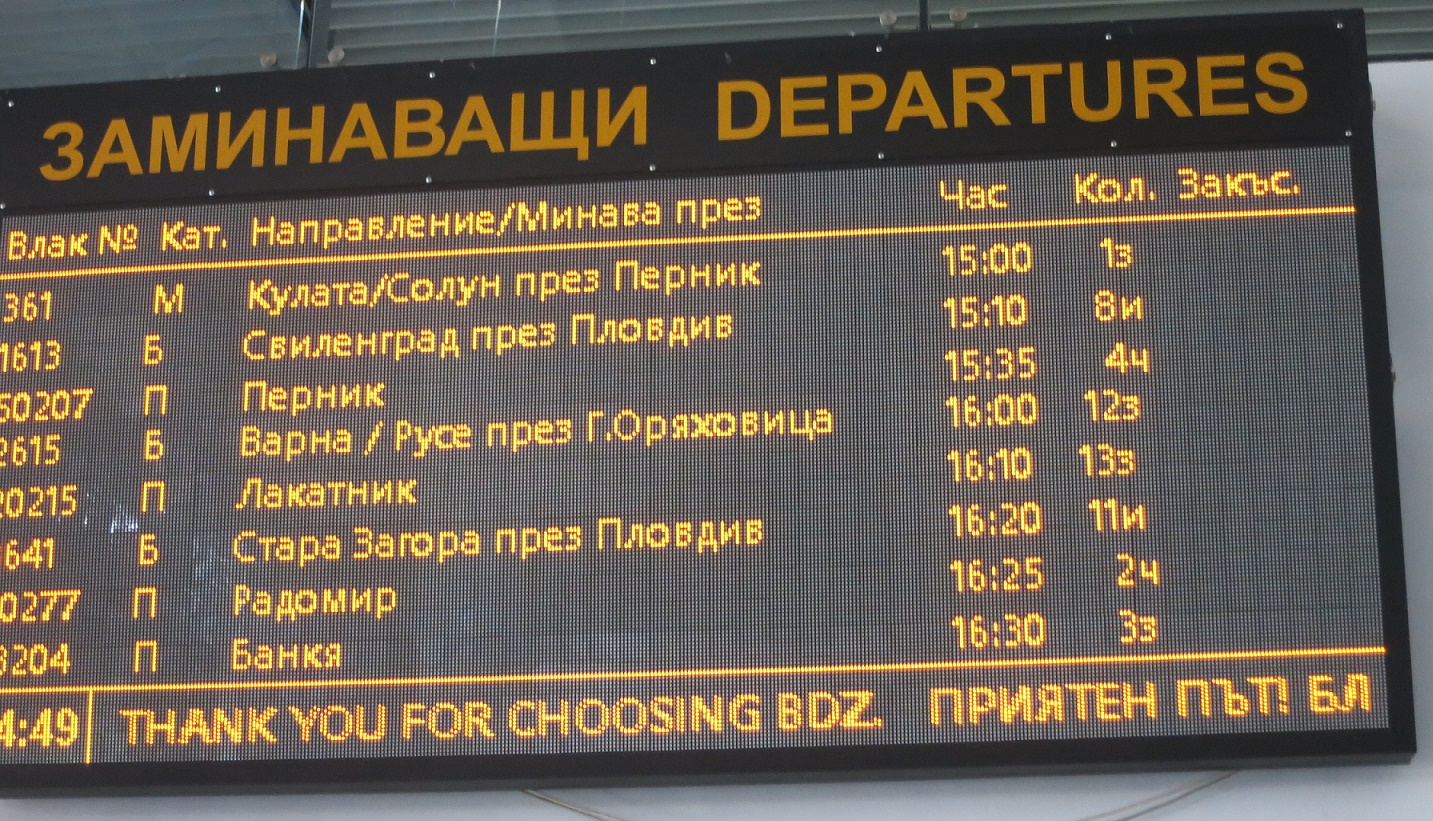 ЗАМИНАВАЩИ DEPARTURES
Влак № Кат. Направление/Минава през Час Кол. Закъс.
361 М Кулата/Солун през Перник 15:00 1з
1613 Б Свиленград през Пловдив 15:10 8и
50207 П Перник 15:35 4ч
2615 Б Варна / Русе през Г.Оряховица 16:00 12з
20215 П Лакатник 16:10 13з
641 Б Стара Загора през Пловдив 16:20 11и
0277 П Радомир 16:25 2ч
8204 П Банкя 16:30 3з
4:49 THANK YOU FOR CHOOSING BDZ. ПРИЯТЕН ПЪТ! БЛ